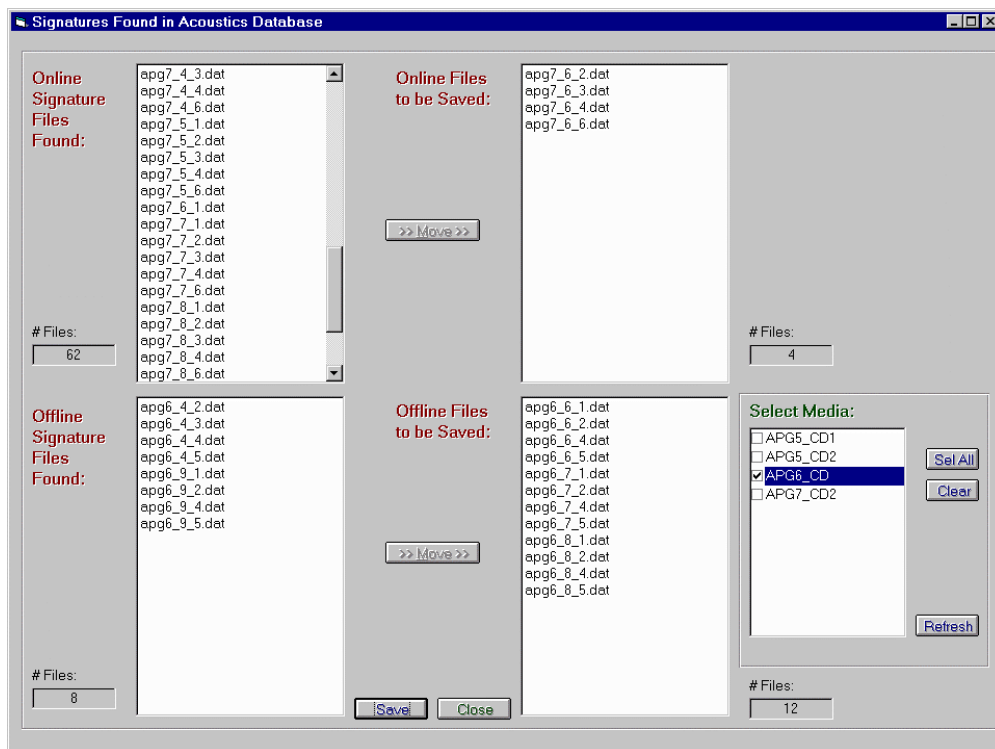 Signatures Found in Acoustics Database
Online
Signature
Files
Found:
# Files:
62
apg7_4_3.dat
apg7_4_4.dat
apg7_4_6.dat
apg7_5_1.dat
apg7_5_2.dat
apg7_5_3.dat
apg7_5_4.dat
apg7_5_6.dat
apg7_6_1.dat
apg7_7_1.dat
apg7_7_2.dat
apg7_7_3.dat
apg7_7_4.dat
apg7_7_6.dat
apg7_8_1.dat
apg7_8_2.dat
apg7_8_3.dat
apg7_8_4.dat
apg7_8_6.dat
Online Files
to be Saved:
>> Move >>
apg7_6_2.dat
apg7_6_3.dat
apg7_6_4.dat
apg7_6_6.dat
# Files:
4
Offline
Signature
Files
Found:
# Files:
8
apg6_4_2.dat
apg6_4_3.dat
apg6_4_4.dat
apg6_4_5.dat
apg6_9_1.dat
apg6_9_2.dat
apg6_9_4.dat
apg6_9_5.dat
Offline Files
to be Saved:
>> Move >>
apg6_6_1.dat
apg6_6_2.dat
apg6_6_4.dat
apg6_6_5.dat
apg6_7_1.dat
apg6_7_2.dat
apg6_7_4.dat
apg6_7_5.dat
apg6_8_1.dat
apg6_8_2.dat
apg6_8_4.dat
apg6_8_5.dat
Select Media:
APG5_CD1
APG5_CD2
APG6_CD
APG7_CD2
Sel All
Clear
Refresh
# Files:
12
Save
Close